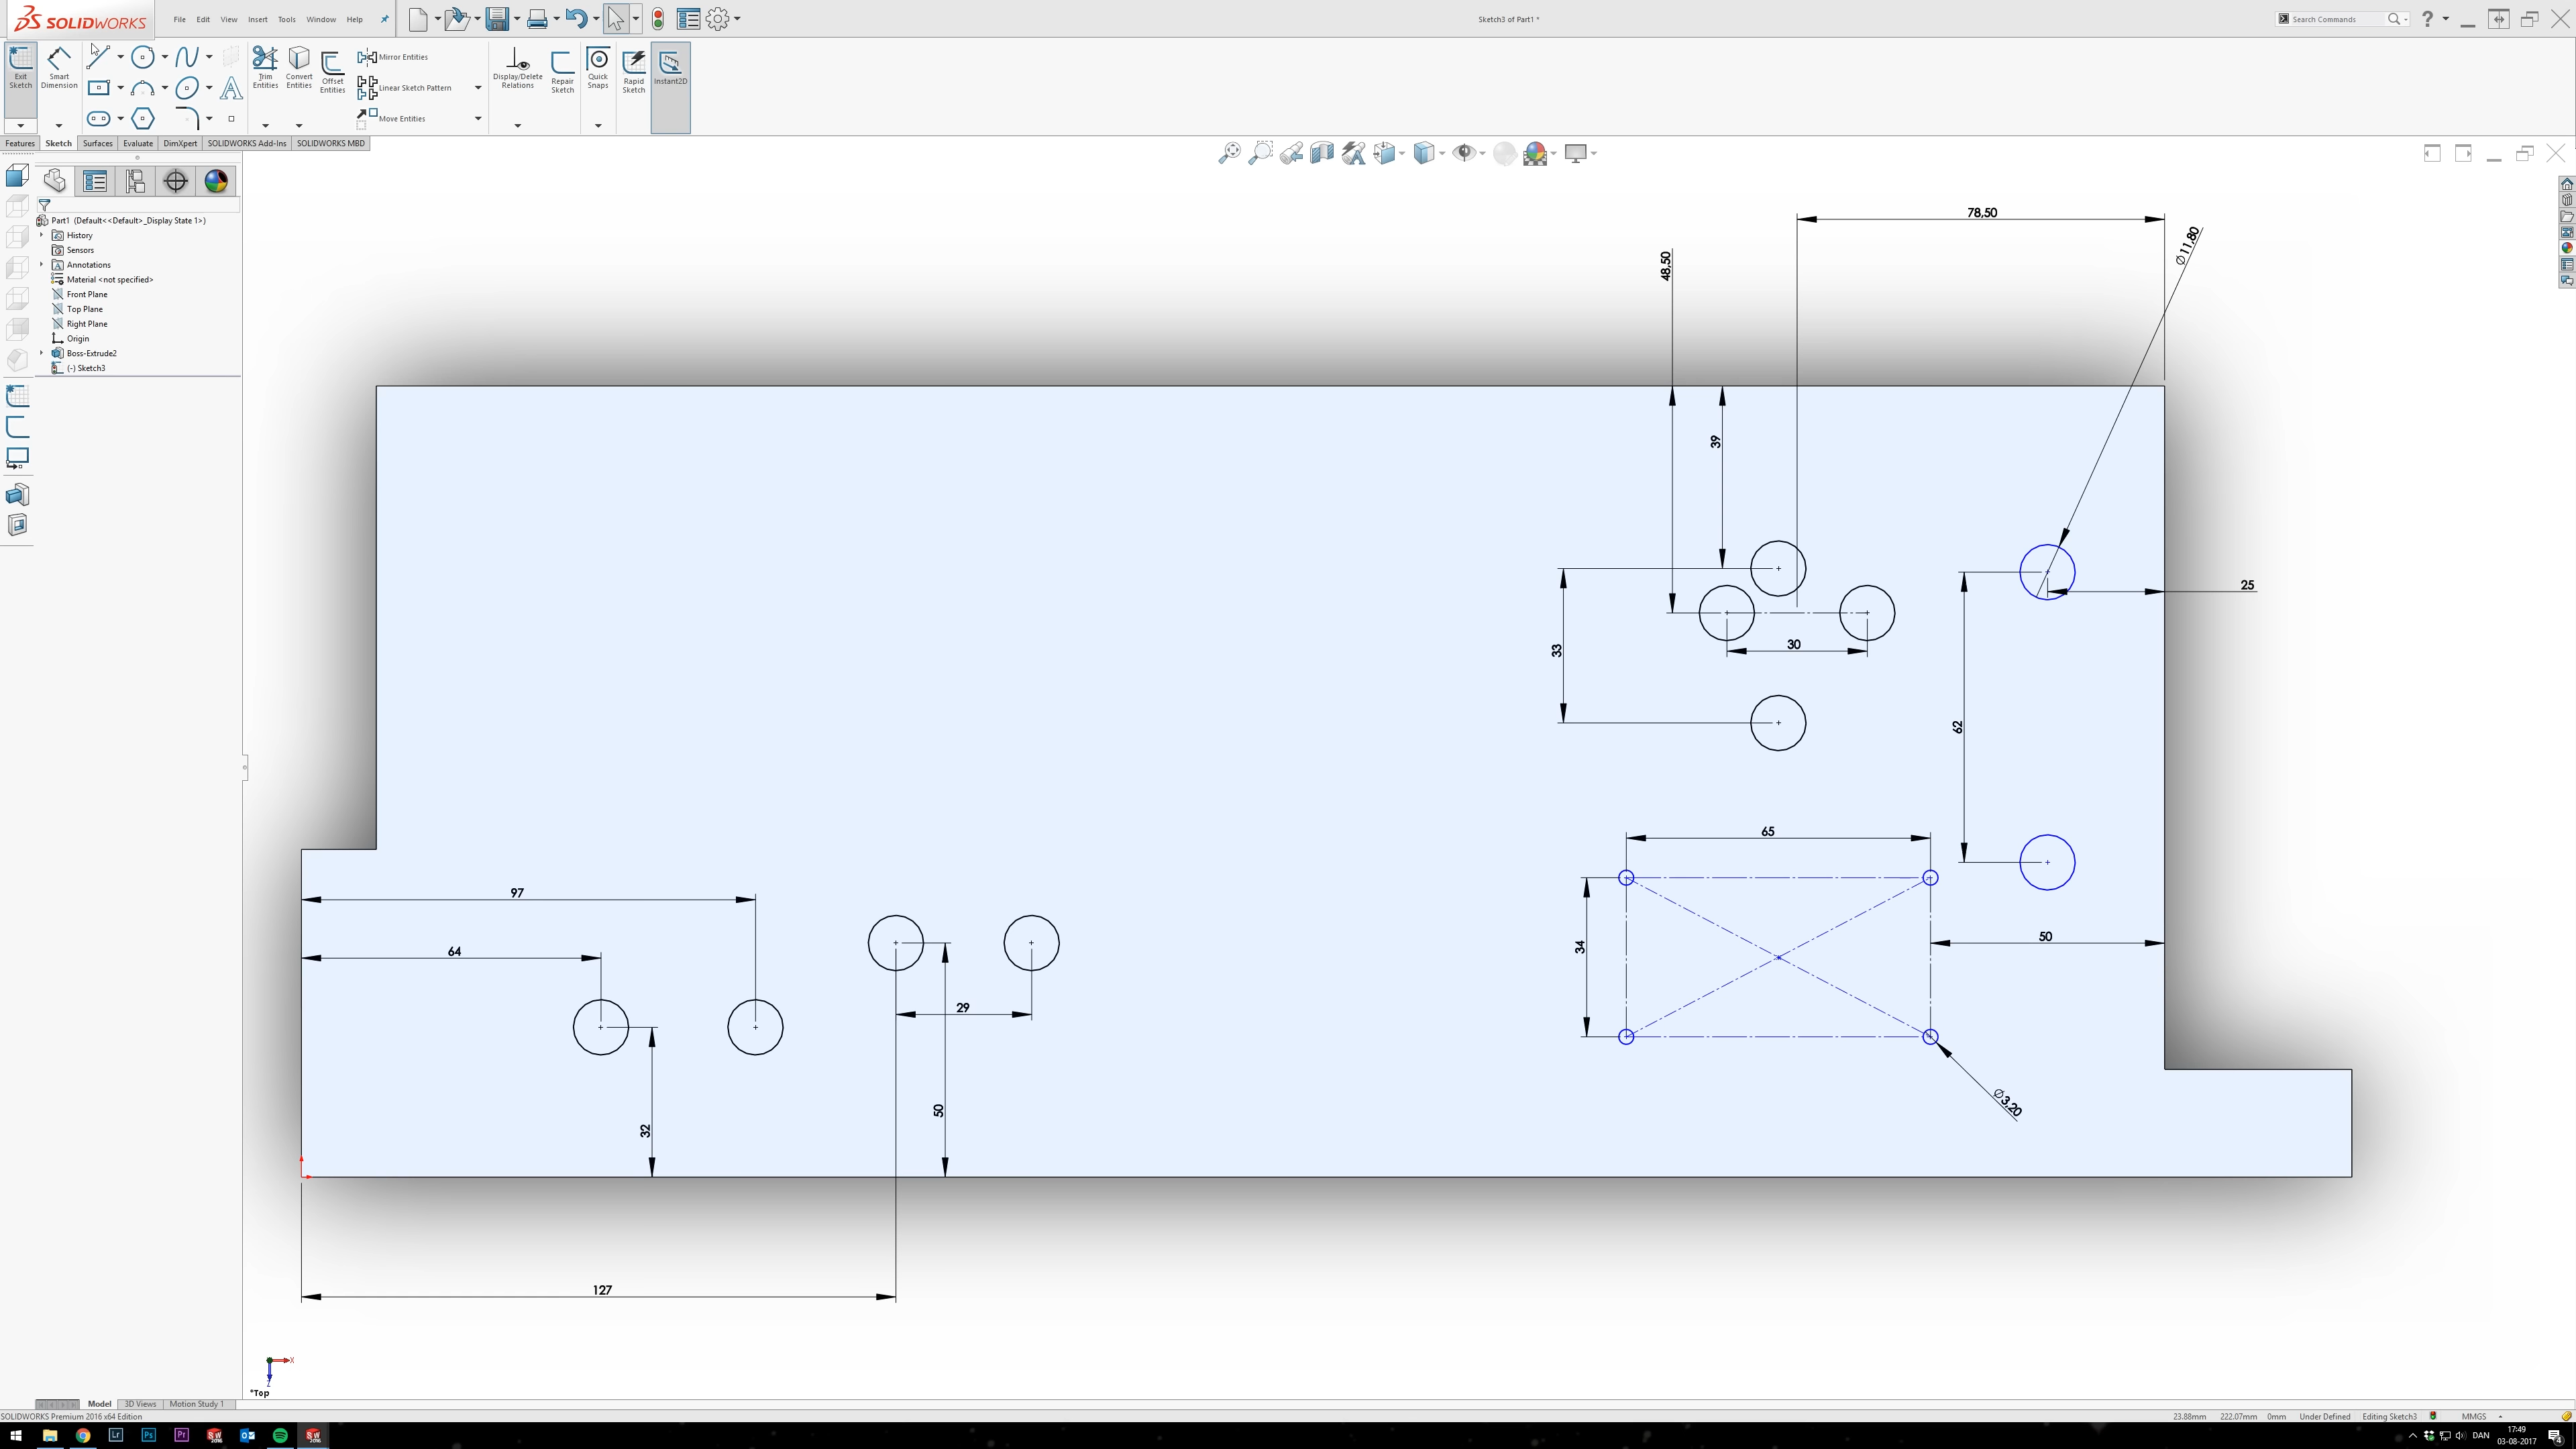 SOLIDWORKS
File Edit View Insert Tools Window Help
Sketch3 of Part1 *
Search Commands
?
Exit Sketch
Smart Dimension
Trim Entities
Convert Entities
Offset Entities
Mirror Entities
Linear Sketch Pattern
Move Entities
Display/Delete Relations
Repair Sketch
Quick Snaps
Rapid Sketch
Instant2D
Features Sketch Surfaces Evaluate DimXpert SOLIDWORKS Add-Ins SOLIDWORKS MBD
Part1 (Default<<Default>_Display State 1>)
History
Sensors
Annotations
Material <not specified>
Front Plane
Top Plane
Right Plane
Origin
Boss-Extrude2
(-) Sketch3
78,50
∅11,80
48,50
39
25
33
30
62
65
97
64
34
50
29
50
32
∅3,20
127
X
Z
*Top
Model 3D Views Motion Study 1
SOLIDWORKS Premium 2016 x64 Edition
23.88mm 222.07mm 0mm Under Defined Editing Sketch3 MMGS
Lr Ps Pr
DAN
17:49
03-08-2017
4